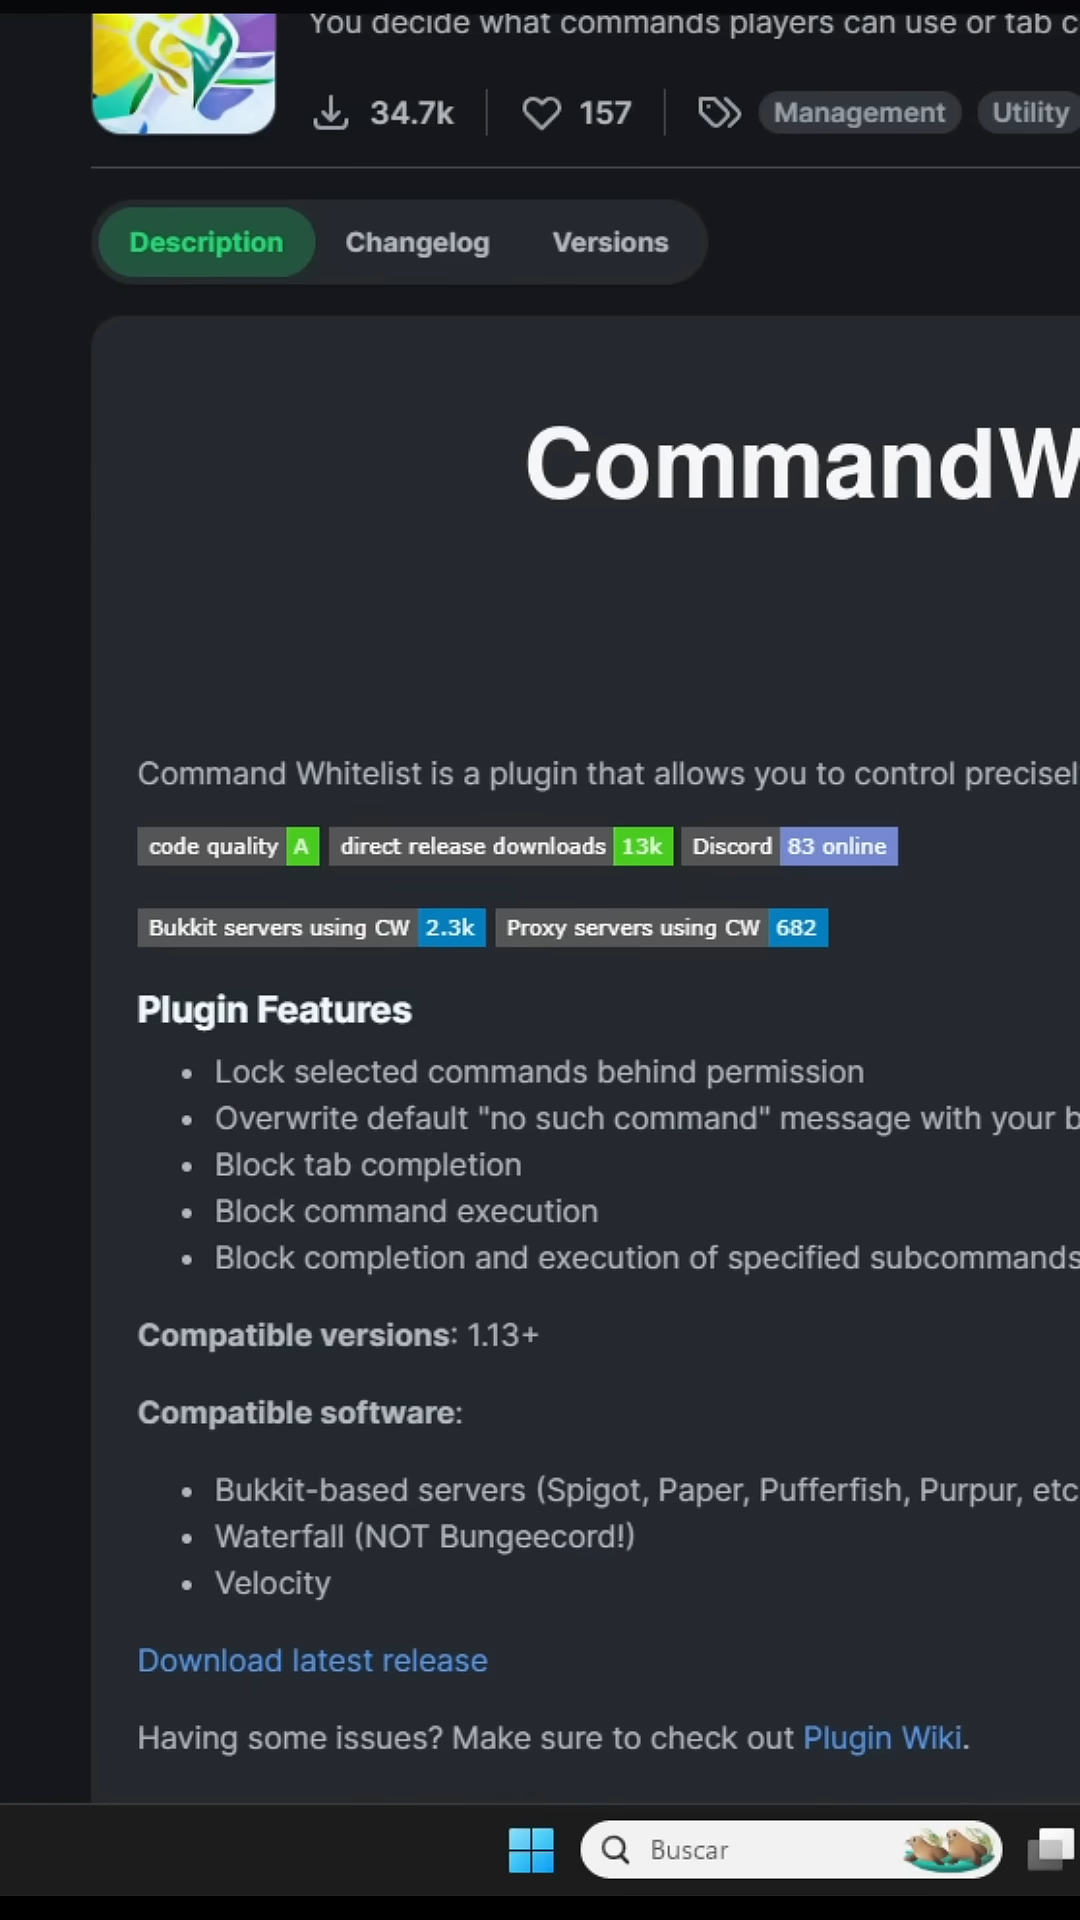 You decide what commands players can use or tab c
34.7k
157
Management
Utility
Description
Changelog
Versions
CommandW
Command Whitelist is a plugin that allows you to control precisel
code quality A direct release downloads 13k Discord 83 online
Bukkit servers using CW 2.3k Proxy servers using CW 682
Plugin Features
• Lock selected commands behind permission
• Overwrite default "no such command" message with your b
• Block tab completion
• Block command execution
• Block completion and execution of specified subcommands
Compatible versions: 1.13+
Compatible software:
• Bukkit-based servers (Spigot, Paper, Pufferfish, Purpur, etc
• Waterfall (NOT Bungeecord!)
• Velocity
Download latest release
Having some issues? Make sure to check out Plugin Wiki.
Buscar